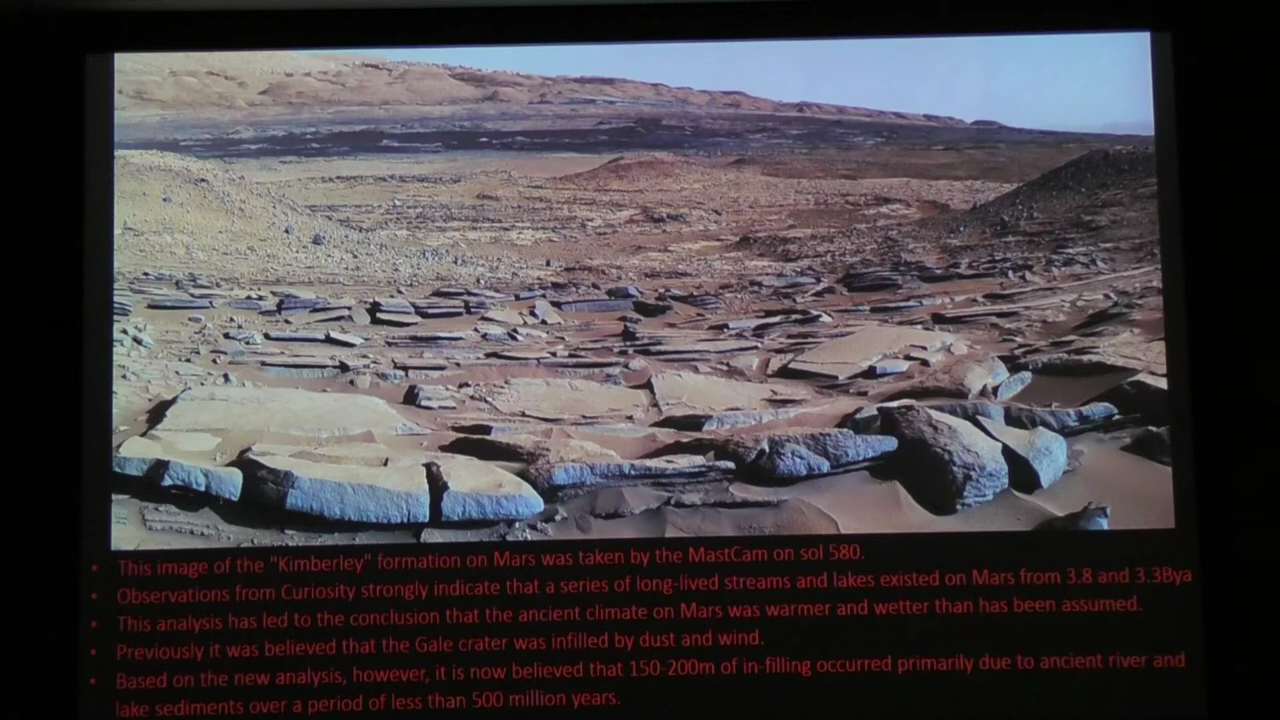 • This image of the "Kimberley" formation on Mars was taken by the MastCam on sol 580.
• Observations from Curiosity strongly indicate that a series of long-lived streams and lakes existed on Mars from 3.8 and 3.3Bya
• This analysis has led to the conclusion that the ancient climate on Mars was warmer and wetter than has been assumed.
• Previously it was believed that the Gale crater was infilled by dust and wind.
• Based on the new analysis, however, it is now believed that 150-200m of in-filling occurred primarily due to ancient river and
lake sediments over a period of less than 500 million years.